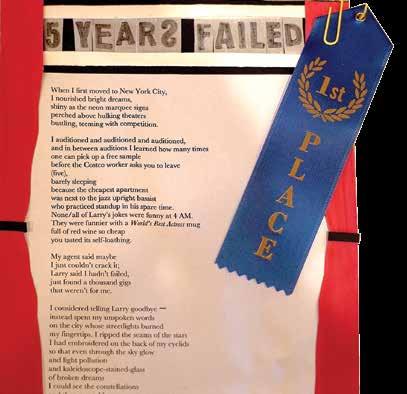 5 YEARS FAILED
1st
PLACE
When I first moved to New York City,
I nourished bright dreams,
shiny as the neon marquee signs
perched above hulking theaters
bustling, teeming with competition.
I auditioned and auditioned and auditioned,
and in between auditions I learned how many times
one can pick up a free sample
before the Costco worker asks you to leave
(five),
barely sleeping
because the cheapest apartment
was next to the jazz upright bassist
who practiced standup in his spare time.
None/all of Larry's jokes were funny at 4 AM.
They were funnier with a World's Best Actress mug
full of red wine so cheap
you tasted its self-loathing.
My agent said maybe
I just couldn't crack it;
Larry said I hadn't failed,
just found a thousand gigs
that weren't for me.
I considered telling Larry goodbye —
instead spent my unspoken words
on the city whose streetlights burned
my fingertips. I ripped the seams of the stars
I had embroidered on the back of my eyelids
so that even through the sky glow
and light pollution
and kaleidoscope-stained-glass
of broken dreams
I could see the constellations